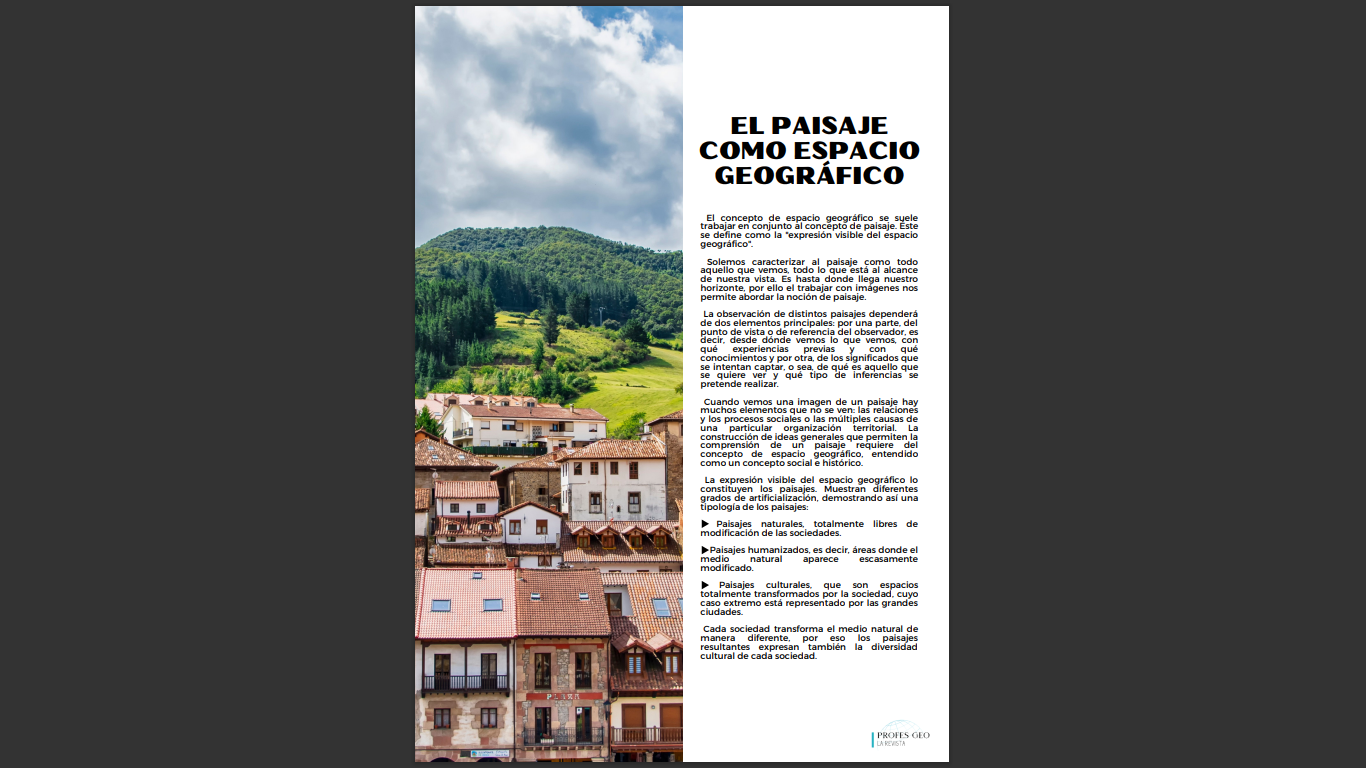 EL PAISAJE
COMO ESPACIO
GEOGRÁFICO
El concepto de espacio geográfico se suele
trabajar en conjunto al concepto de paisaje. Éste
se define como la "expresión visible del espacio
geográfico".
Solemos caracterizar al paisaje como todo
aquello que vemos, todo lo que está al alcance
de nuestra vista. Es hasta donde llega nuestro
horizonte, por ello el trabajar con imágenes nos
permite abordar la noción de paisaje.
La observación de distintos paisajes dependerá
de dos elementos principales: por una parte, del
punto de vista o de referencia del observador, es
decir, desde dónde vemos lo que vemos, con
qué experiencias previas y con qué
conocimientos y por otra, de los significados que
se intentan captar, o sea, de qué es aquello que
se quiere ver y qué tipo de inferencias se
pretende realizar.
Cuando vemos una imagen de un paisaje hay
muchos elementos que no se ven: las relaciones
y los procesos sociales o las múltiples causas de
una particular organización territorial. La
construcción de ideas generales que permiten la
comprensión de un paisaje requiere del
concepto de espacio geográfico, entendido
como un concepto social e histórico.
La expresión visible del espacio geográfico lo
constituyen los paisajes. Muestran diferentes
grados de artificialización, demostrando así una
tipología de los paisajes:
▶ Paisajes naturales, totalmente libres de
modificación de las sociedades.
▶Paisajes humanizados, es decir, áreas donde el
medio natural aparece escasamente
modificado.
▶ Paisajes culturales, que son espacios
totalmente transformados por la sociedad, cuyo
caso extremo está representado por las grandes
ciudades.
Cada sociedad transforma el medio natural de
manera diferente, por eso los paisajes
resultantes expresan también la diversidad
cultural de cada sociedad.
PROFES GEO
LA REVISTA